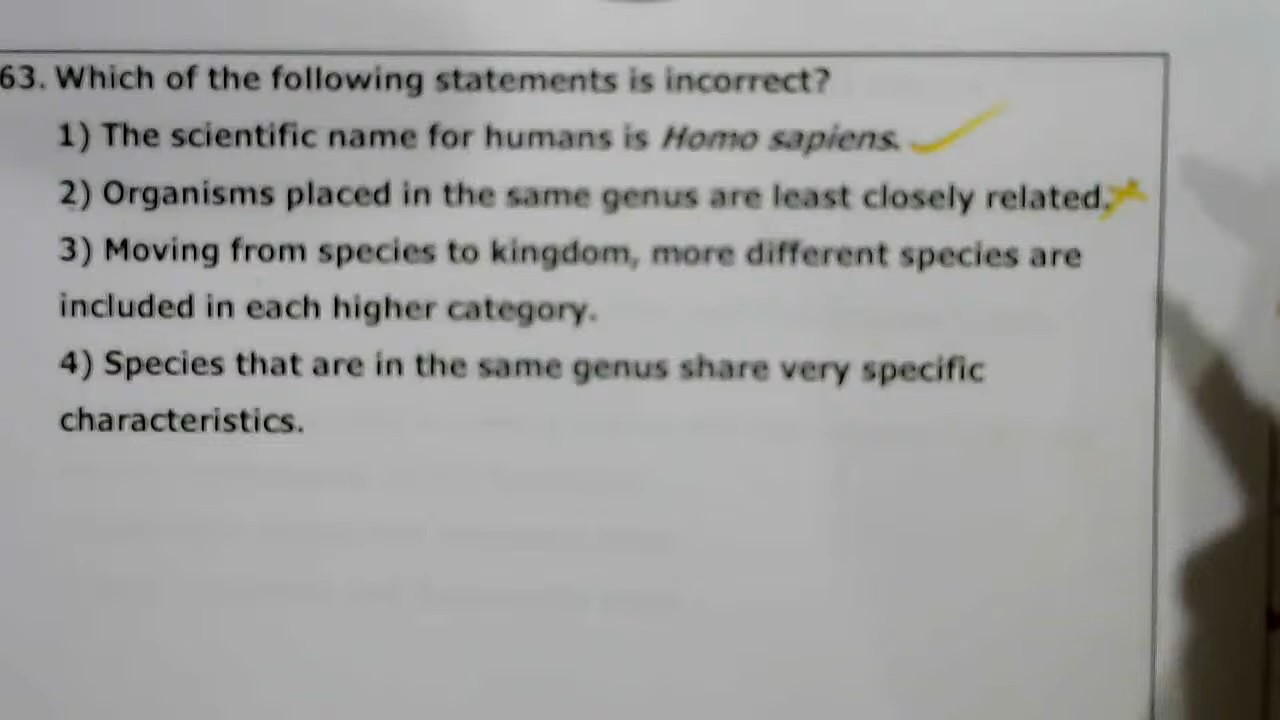 63. Which of the following statements is incorrect?
1) The scientific name for humans is Homo sapiens.
2) Organisms placed in the same genus are least closely related.
3) Moving from species to kingdom, more different species are
included in each higher category.
4) Species that are in the same genus share very specific
characteristics.